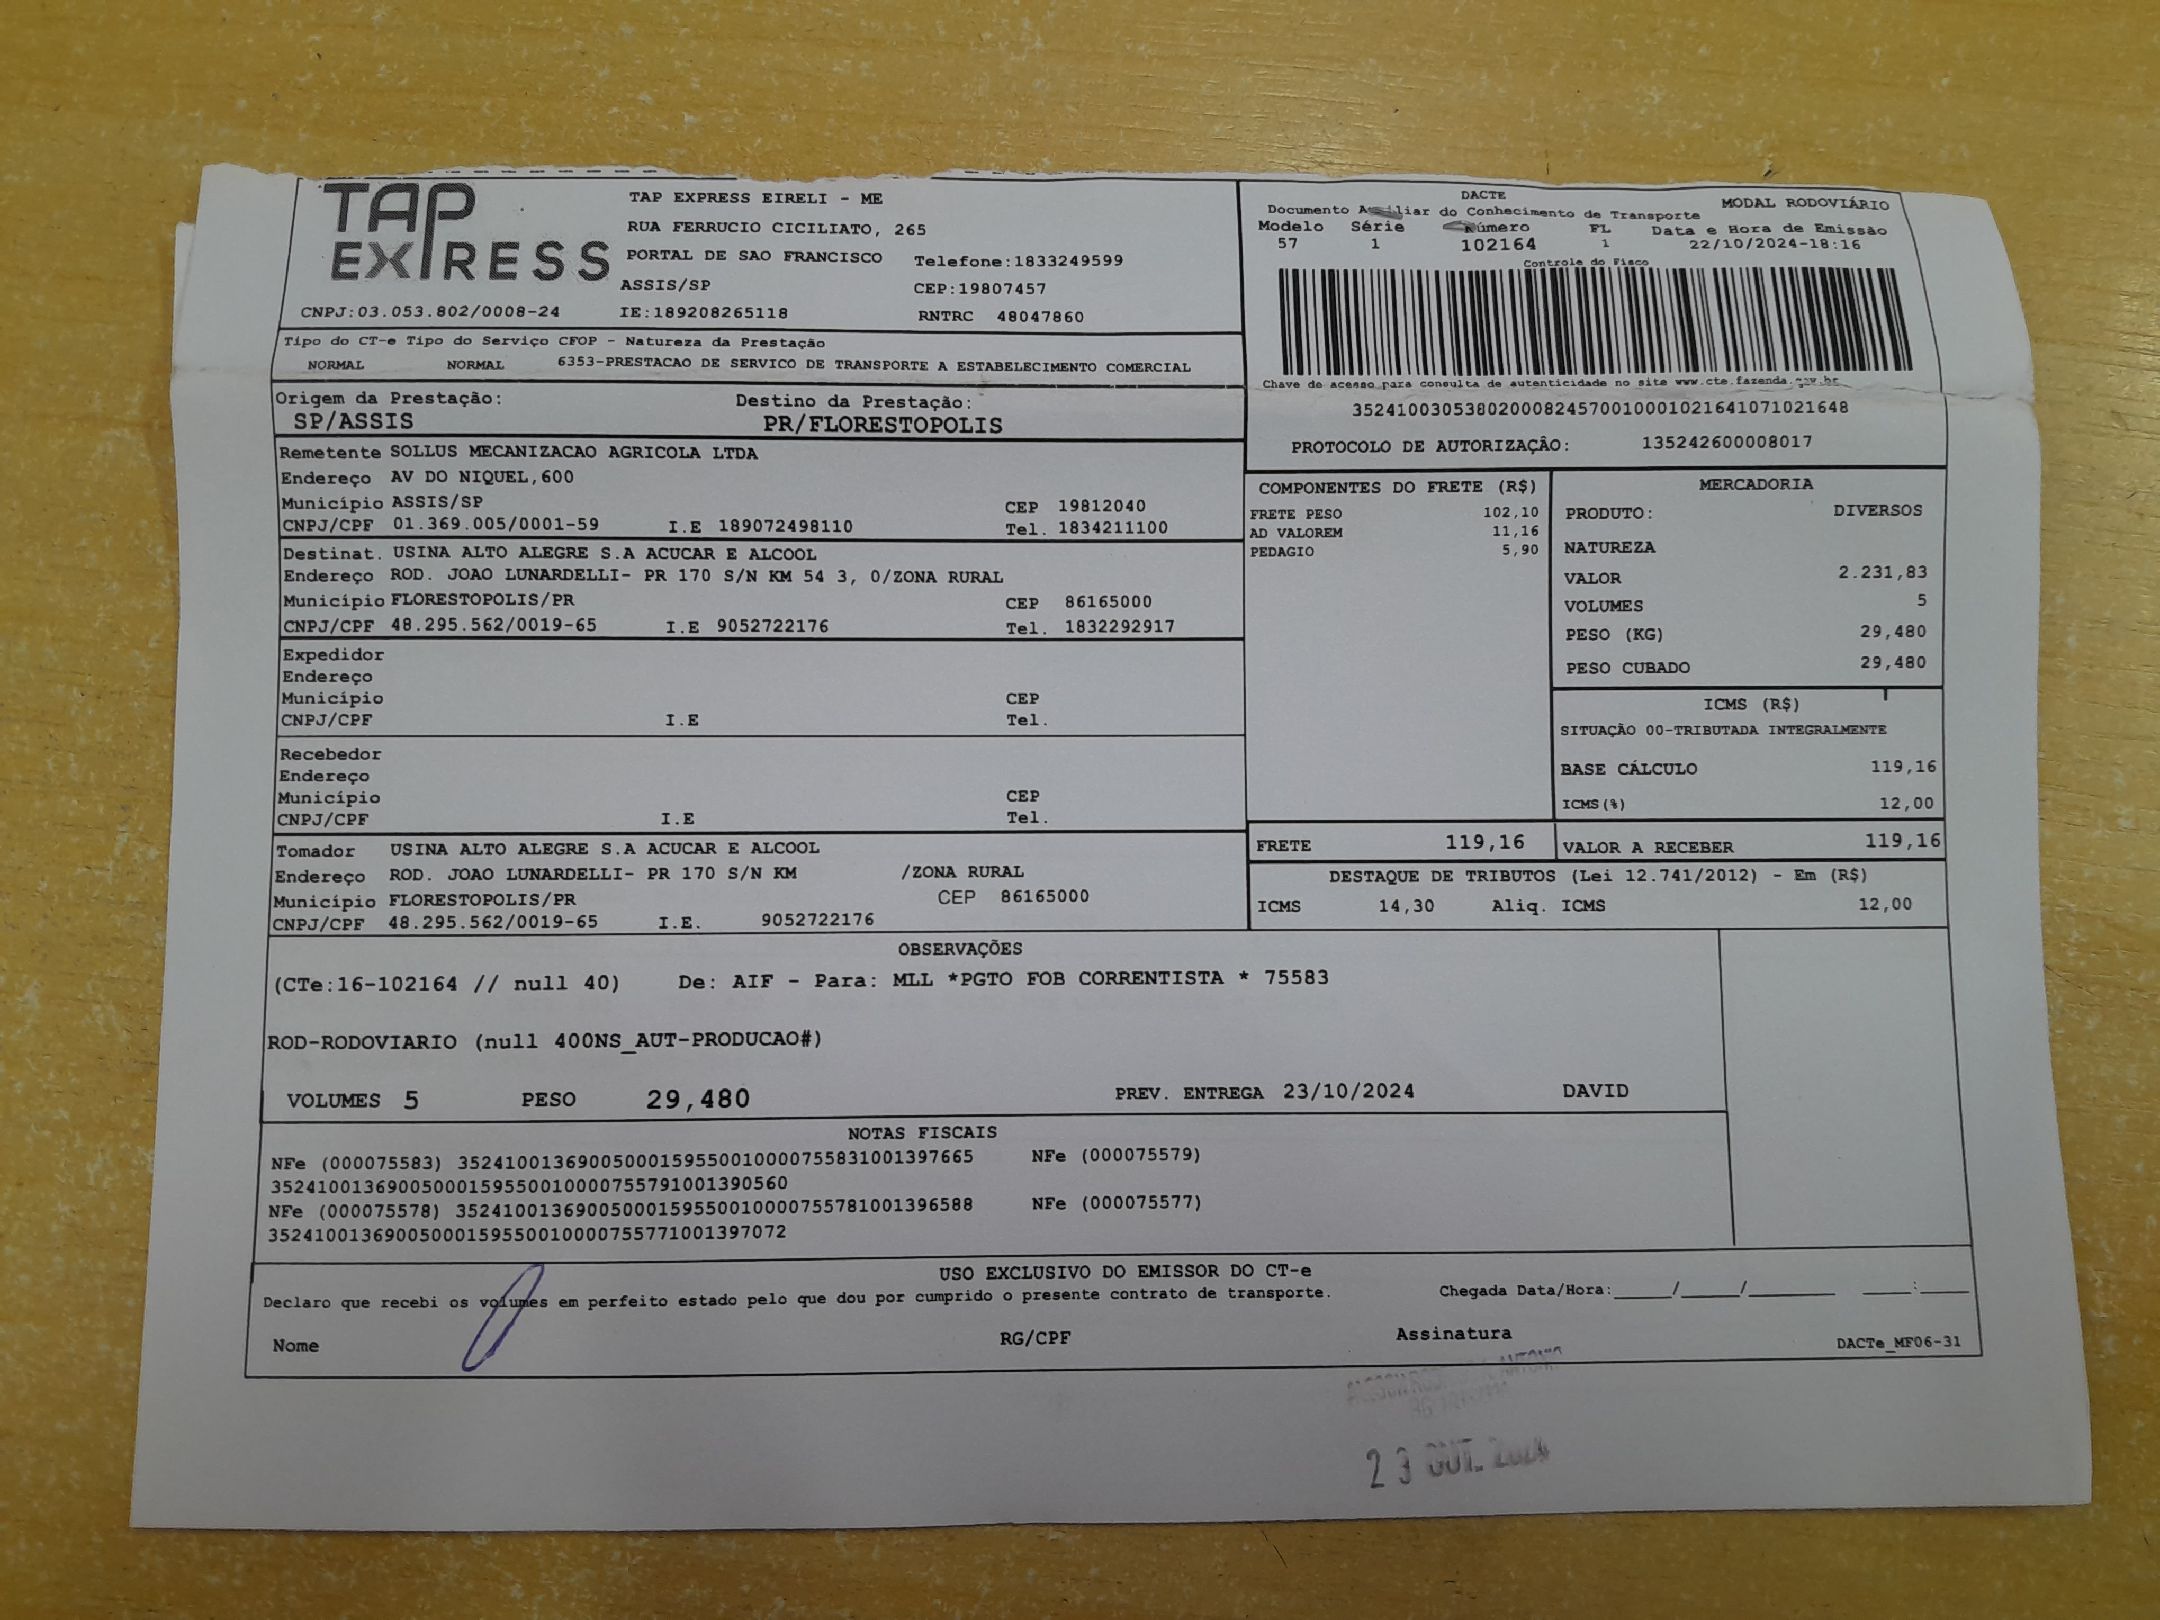 TAP EXPRESS
TAP EXPRESS EIRELI - ME
RUA FERRUCIO CICILIATO, 265
PORTAL DE SAO FRANCISCO Telefone:1833249599
ASSIS/SP CEP:19807457
CNPJ:03.053.802/0008-24 IE:189208265118 RNTRC 48047860
DACTE
MODAL RODOVIÁRIO
Documento Auxiliar do Conhecimento de Transporte
Modelo Série Número FL Data e Hora de Emissão
57 1 102164 1 22/10/2024-18:16
Controle do Fisco
Chave de acesso para consulta de autenticidade no site www.cte.fazenda.gov.br
35241003053802000824570010001021641071021648
PROTOCOLO DE AUTORIZAÇÃO: 135242600008017
Tipo do CT-e Tipo do Serviço CFOP - Natureza da Prestação
NORMAL NORMAL 6353-PRESTACAO DE SERVICO DE TRANSPORTE A ESTABELECIMENTO COMERCIAL
Origem da Prestação: Destino da Prestação:
SP/ASSIS PR/FLORESTOPOLIS
Remetente SOLLUS MECANIZACAO AGRICOLA LTDA
Endereço AV DO NIQUEL,600
Município ASSIS/SP CEP 19812040
CNPJ/CPF 01.369.005/0001-59 I.E 189072498110 Tel. 1834211100
Destinat. USINA ALTO ALEGRE S.A ACUCAR E ALCOOL
Endereço ROD. JOAO LUNARDELLI- PR 170 S/N KM 54 3, 0/ZONA RURAL
Município FLORESTOPOLIS/PR CEP 86165000
CNPJ/CPF 48.295.562/0019-65 I.E 9052722176 Tel. 1832292917
Expedidor
Endereço
Município CEP
CNPJ/CPF I.E Tel.
Recebedor
Endereço
Município CEP
CNPJ/CPF I.E Tel.
Tomador USINA ALTO ALEGRE S.A ACUCAR E ALCOOL
Endereço ROD. JOAO LUNARDELLI- PR 170 S/N KM /ZONA RURAL
Município FLORESTOPOLIS/PR CEP 86165000
CNPJ/CPF 48.295.562/0019-65 I.E. 9052722176
COMPONENTES DO FRETE (R$)
FRETE PESO 102,10
AD VALOREM 11,16
PEDAGIO 5,90
MERCADORIA
PRODUTO: DIVERSOS
NATUREZA
VALOR 2.231,83
VOLUMES 5
PESO (KG) 29,480
PESO CUBADO 29,480
ICMS (R$)
SITUAÇÃO 00-TRIBUTADA INTEGRALMENTE
BASE CÁLCULO 119,16
ICMS(%) 12,00
FRETE 119,16 VALOR A RECEBER 119,16
DESTAQUE DE TRIBUTOS (Lei 12.741/2012) - Em (R$)
ICMS 14,30 Aliq. ICMS 12,00
OBSERVAÇÕES
(CTe:16-102164 // null 40) De: AIF - Para: MLL *PGTO FOB CORRENTISTA * 75583
ROD-RODOVIARIO (null 400NS_AUT-PRODUCAO#)
VOLUMES 5 PESO 29,480 PREV. ENTREGA 23/10/2024 DAVID
NOTAS FISCAIS
NFe (000075583) 35241001369005000159550010000755831001397665 NFe (000075579)
35241001369005000159550010000755791001390560
NFe (000075578) 35241001369005000159550010000755781001396588 NFe (000075577)
35241001369005000159550010000755771001397072
USO EXCLUSIVO DO EMISSOR DO CT-e
Declaro que recebi os volumes em perfeito estado pelo que dou por cumprido o presente contrato de transporte. Chegada Data/Hora:_____/_____/_______ ____:____
Nome RG/CPF Assinatura DACTe_MF06-31
ANTONIO
23 OUT. 2024